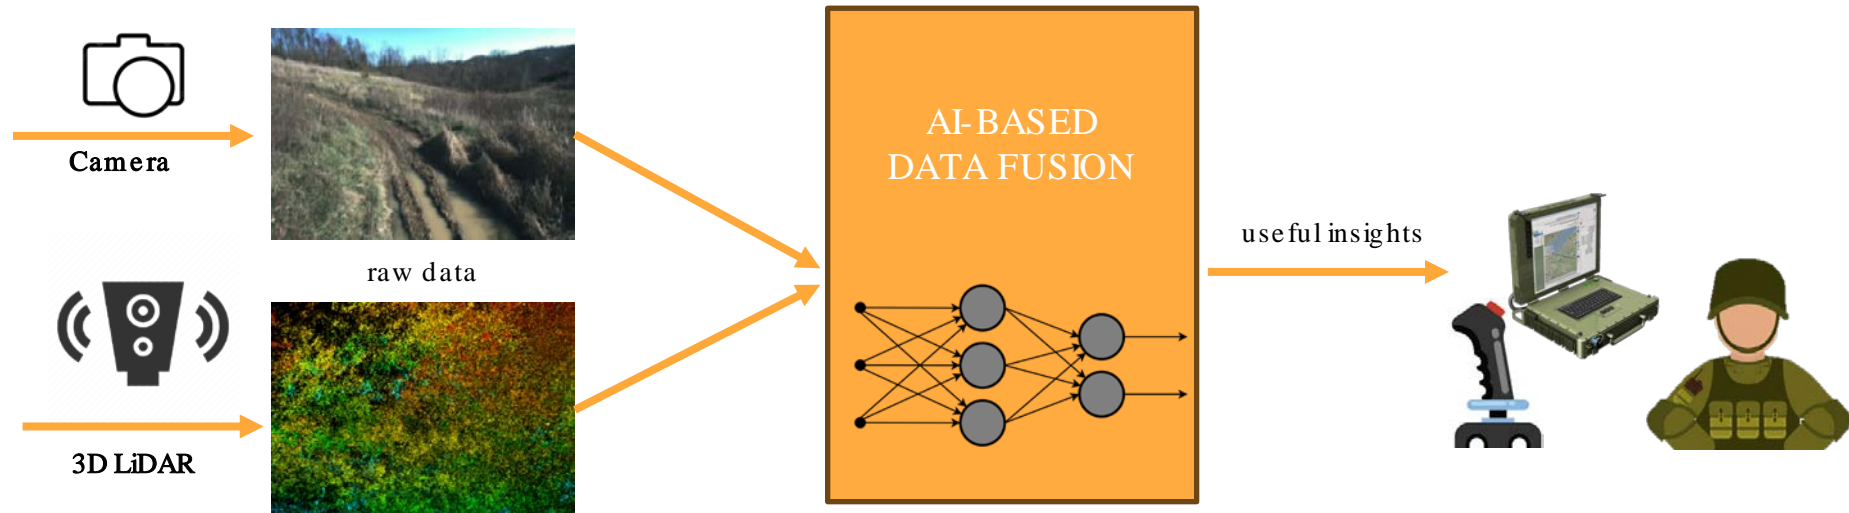 Camera
raw data
3D LiDAR
AI-BASED
DATA FUSION
useful insights